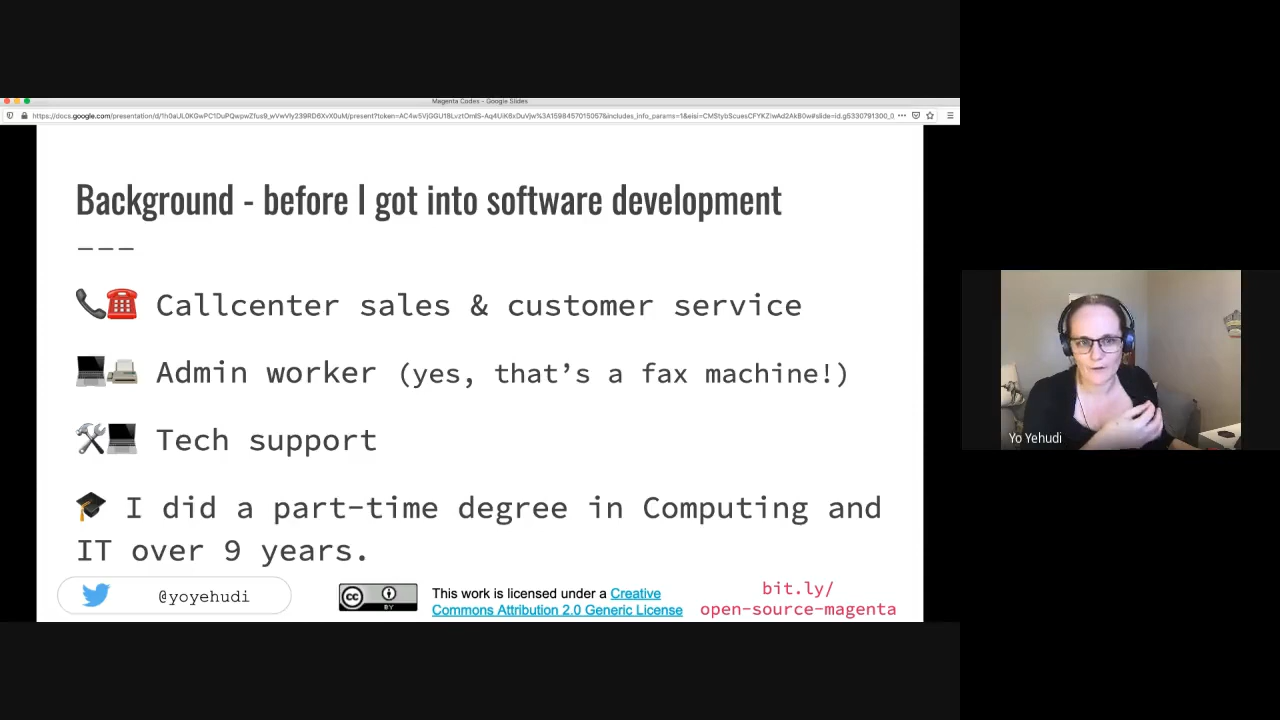 Magenta Codes - Google Slides
Background - before I got into software development
---
Callcenter sales & customer service
Admin worker (yes, that's a fax machine!)
Tech support
I did a part-time degree in Computing and
IT over 9 years.
@yoyehudi
CC
BY
This work is licensed under a Creative
Commons Attribution 2.0 Generic License
bit.ly/
open-source-magenta
Yo Yehudi